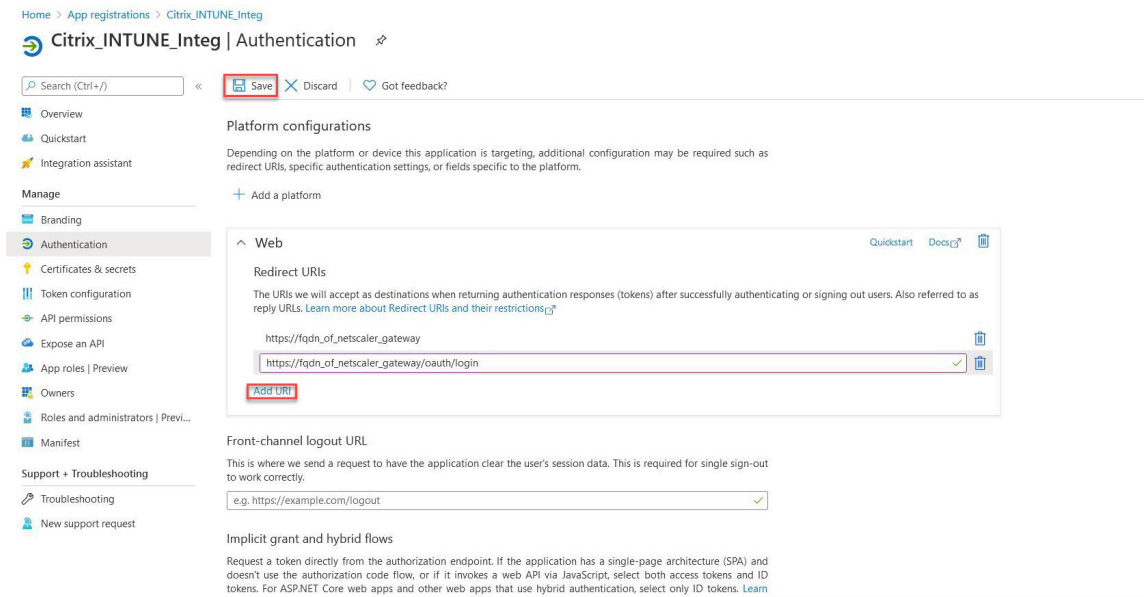 Home > App registrations > Citrix_INTUNE_Integ
Citrix_INTUNE_Integ | Authentication
Search (Ctrl+/)
«
Save
Discard
Got feedback?
Overview
Quickstart
Integration assistant
Manage
Branding
Authentication
Certificates & secrets
Token configuration
API permissions
Expose an API
App roles | Preview
Owners
Roles and administrators | Previ...
Manifest
Support + Troubleshooting
Troubleshooting
New support request
Platform configurations
Depending on the platform or device this application is targeting, additional configuration may be required such as
redirect URIs, specific authentication settings, or fields specific to the platform.
Add a platform
Web
Quickstart
Docs
Redirect URIs
The URIs we will accept as destinations when returning authentication responses (tokens) after successfully authenticating or signing out users. Also referred to as
reply URLs. Learn more about Redirect URIs and their restrictions
https://fqdn_of_netscaler_gateway
https://fqdn_of_netscaler_gateway/oauth/login
Add URI
Front-channel logout URL
This is where we send a request to have the application clear the user's session data. This is required for single sign-out
to work correctly.
e.g. https://example.com/logout
Implicit grant and hybrid flows
Request a token directly from the authorization endpoint. If the application has a single-page architecture (SPA) and
doesn't use the authorization code flow, or if it invokes a web API via JavaScript, select both access tokens and ID
tokens. For ASP.NET Core web apps and other web apps that use hybrid authentication, select only ID tokens. Learn